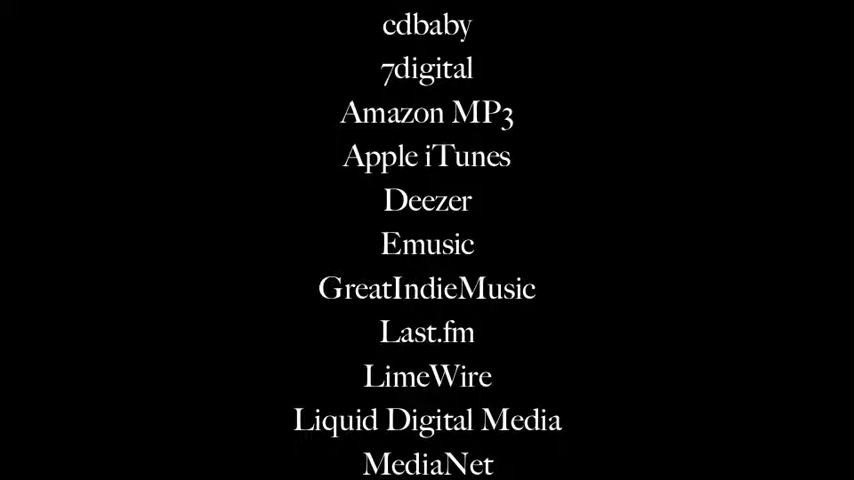 cdbaby
7digital
Amazon MP3
Apple iTunes
Deezer
Emusic
GreatIndieMusic
Last.fm
LimeWire
Liquid Digital Media
MediaNet